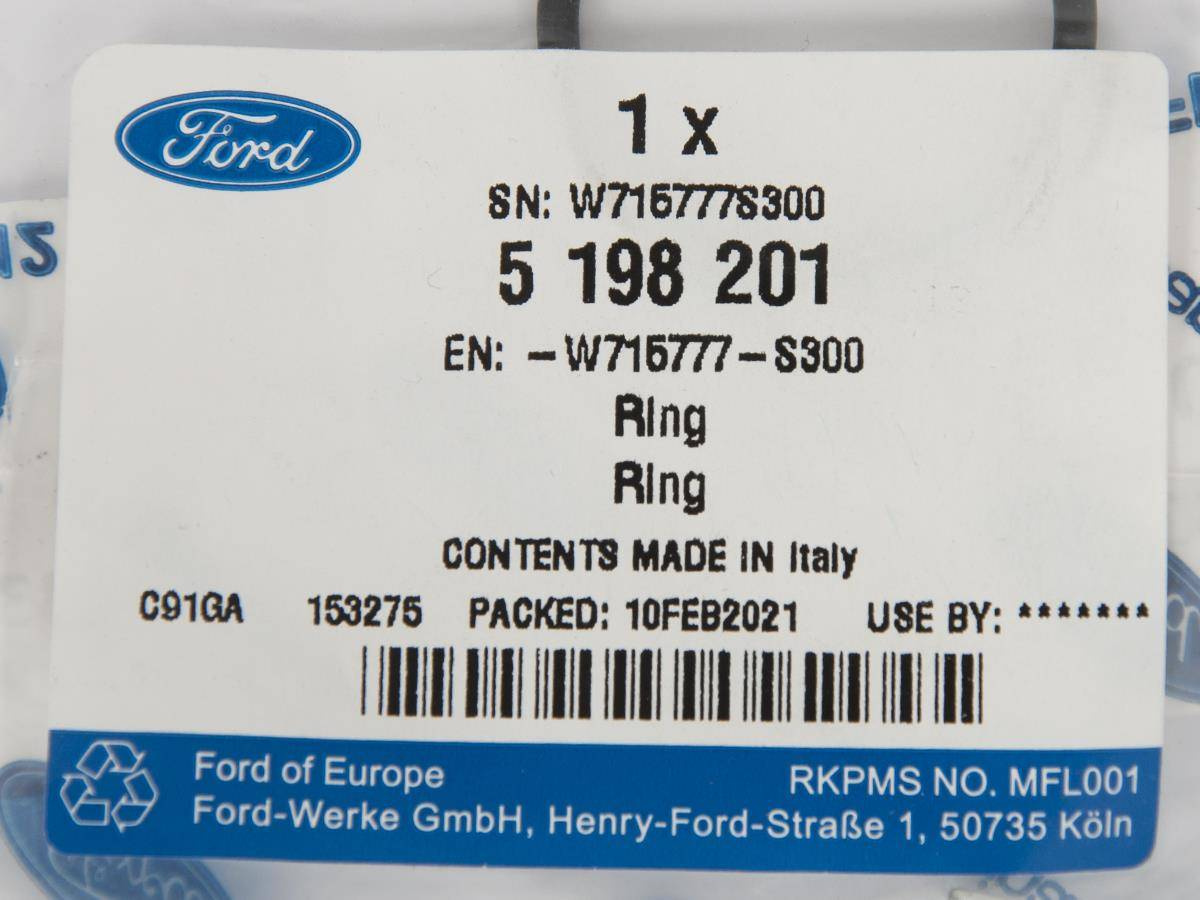 Ford
1 x
SN: W715777S300
5 198 201
EN: -W715777-S300
Ring
Ring
CONTENTS MADE IN Italy
C91GA 153275 PACKED: 10FEB2021 USE BY: *******
Ford of Europe
RKPMS NO. MFL001
Ford-Werke GmbH, Henry-Ford-Straße 1, 50735 Köln